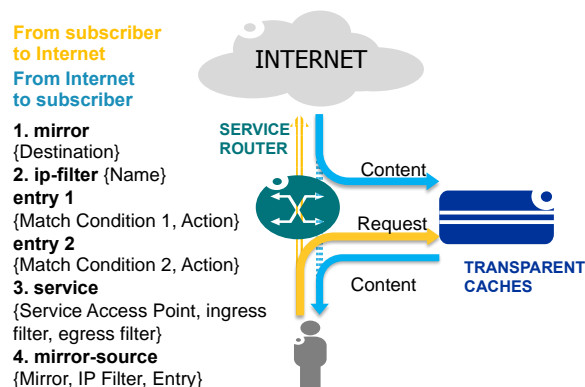 From subscriber
to Internet
From Internet
to subscriber
1. mirror
{Destination}
2. ip-filter {Name}
entry 1
{Match Condition 1, Action}
entry 2
{Match Condition 2, Action}
3. service
{Service Access Point, ingress
filter, egress filter}
4. mirror-source
{Mirror, IP Filter, Entry}
INTERNET
SERVICE
ROUTER
Content
Request
Content
TRANSPARENT
CACHES